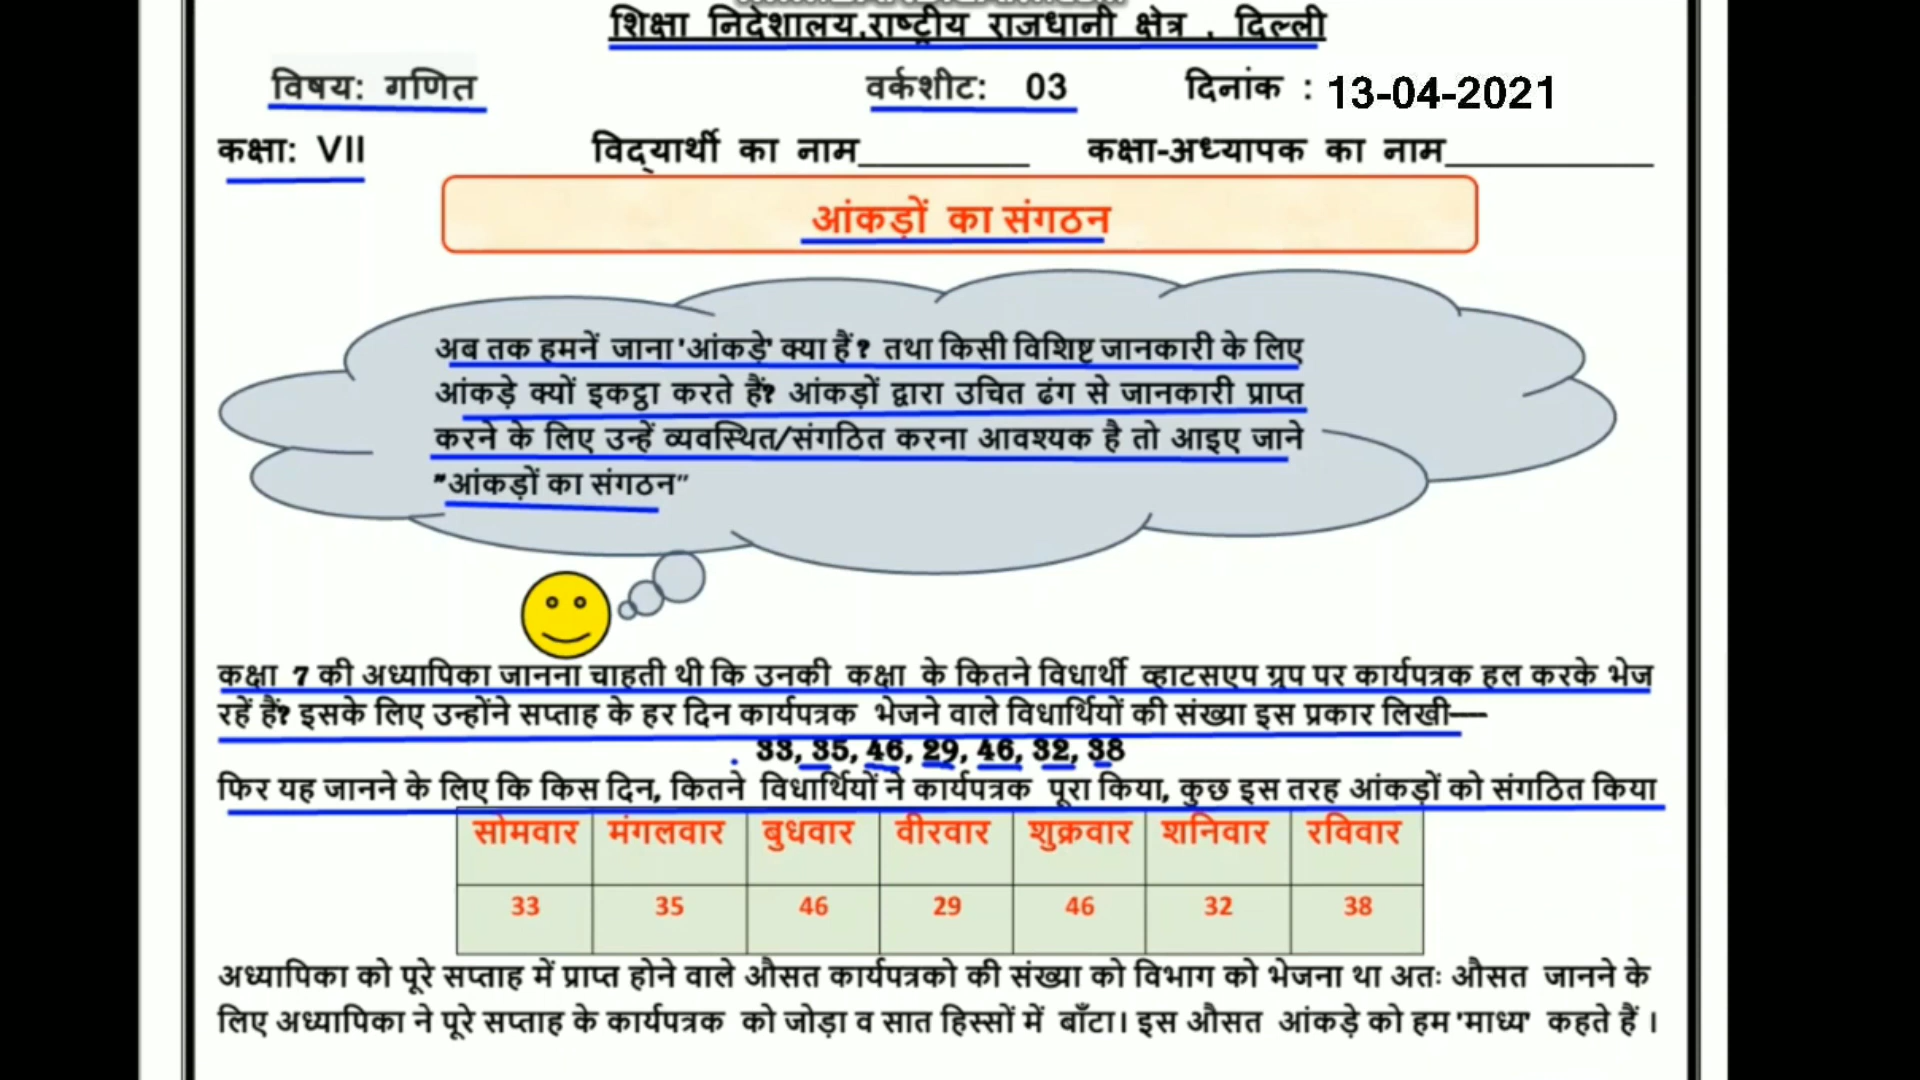 शिक्षा निदेशालय,राष्ट्रीय राजधानी क्षेत्र , दिल्ली
विषय: गणित वर्कशीट: 03 दिनांक : 13-04-2021
कक्षा: VII विद्यार्थी का नाम_________ कक्षा-अध्यापक का नाम___________
आंकड़ों का संगठन
अब तक हमनें जाना 'आंकड़े' क्या हैं? तथा किसी विशिष्ट जानकारी के लिए
आंकड़े क्यों इकट्ठा करते हैं? आंकड़ों द्वारा उचित ढंग से जानकारी प्राप्त
करने के लिए उन्हें व्यवस्थित/संगठित करना आवश्यक है तो आइए जाने
"आंकड़ों का संगठन"
कक्षा 7 की अध्यापिका जानना चाहती थी कि उनकी कक्षा के कितने विधार्थी व्हाटसएप ग्रुप पर कार्यपत्रक हल करके भेज
रहें हैं? इसके लिए उन्होंने सप्ताह के हर दिन कार्यपत्रक भेजने वाले विधार्थियों की संख्या इस प्रकार लिखी----
33, 35, 46, 29, 46, 32, 38
फिर यह जानने के लिए कि किस दिन, कितने विधार्थियों ने कार्यपत्रक पूरा किया, कुछ इस तरह आंकड़ों को संगठित किया
सोमवार मंगलवार बुधवार वीरवार शुक्रवार शनिवार रविवार
33 35 46 29 46 32 38
अध्यापिका को पूरे सप्ताह में प्राप्त होने वाले औसत कार्यपत्रको की संख्या को विभाग को भेजना था अतः औसत जानने के
लिए अध्यापिका ने पूरे सप्ताह के कार्यपत्रक को जोड़ा व सात हिस्सों में बाँटा। इस औसत आंकड़े को हम 'माध्य' कहते हैं ।